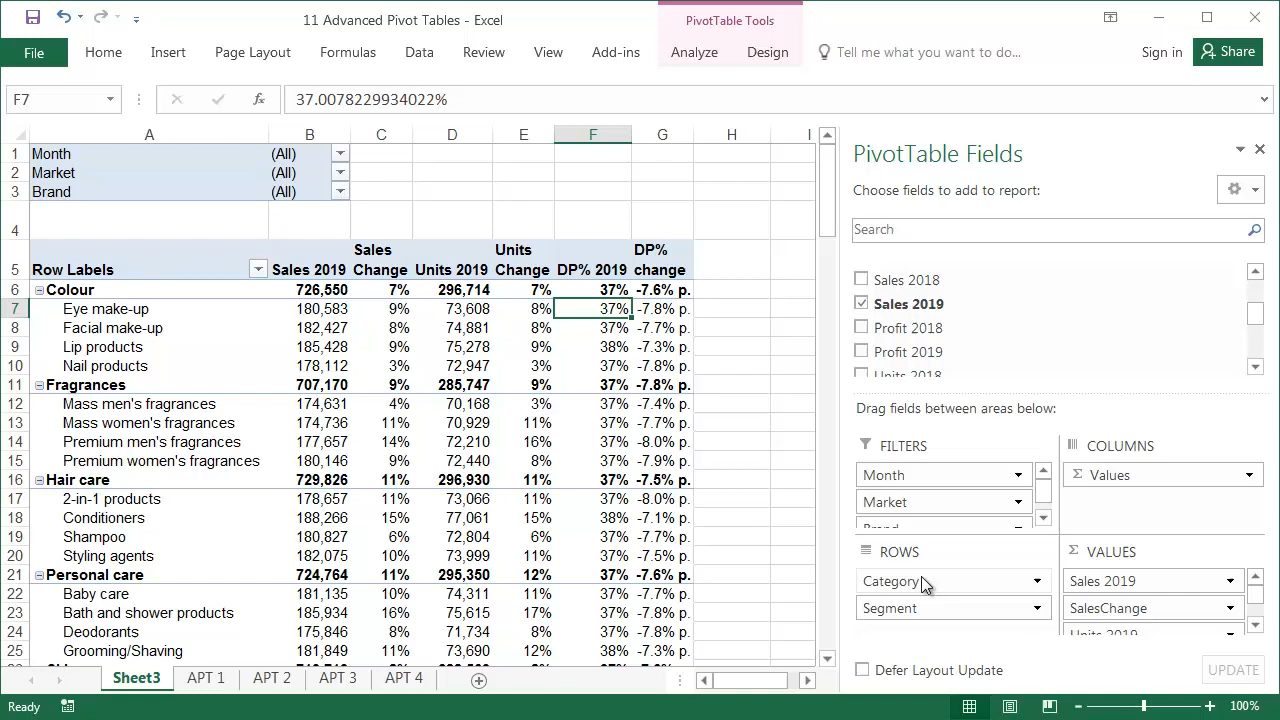 11 Advanced Pivot Tables - Excel
PivotTable Tools
File Home Insert Page Layout Formulas Data Review View Add-ins Analyze Design Tell me what you want to do... Sign in Share
F7 fx 37.0078229934022%
A B C D E F G H I
1 Month (All)
2 Market (All)
3 Brand (All)
4
5 Row Labels Sales 2019 Sales Change Units 2019 Units Change DP% 2019 DP% change
6 Colour 726,550 7% 296,714 7% 37% -7.6% p.
7 Eye make-up 180,583 9% 73,608 8% 37% -7.8% p.
8 Facial make-up 182,427 8% 74,881 8% 37% -7.7% p.
9 Lip products 185,428 9% 75,278 9% 38% -7.3% p.
10 Nail products 178,112 3% 72,947 3% 37% -7.8% p.
11 Fragrances 707,170 9% 285,747 9% 37% -7.8% p.
12 Mass men's fragrances 174,631 4% 70,168 3% 37% -7.4% p.
13 Mass women's fragrances 174,736 11% 70,929 11% 37% -7.7% p.
14 Premium men's fragrances 177,657 14% 72,210 16% 37% -8.0% p.
15 Premium women's fragrances 180,146 9% 72,440 8% 37% -7.9% p.
16 Hair care 729,826 11% 296,930 11% 37% -7.5% p.
17 2-in-1 products 178,657 11% 73,066 11% 37% -8.0% p.
18 Conditioners 188,266 15% 77,061 15% 38% -7.1% p.
19 Shampoo 180,827 6% 72,804 6% 37% -7.7% p.
20 Styling agents 182,075 10% 73,999 11% 37% -7.5% p.
21 Personal care 724,764 11% 295,350 12% 37% -7.6% p.
22 Baby care 181,135 10% 74,311 11% 37% -7.7% p.
23 Bath and shower products 185,934 16% 75,615 17% 37% -7.8% p.
24 Deodorants 175,846 8% 71,734 8% 37% -7.8% p.
25 Grooming/Shaving 181,849 11% 73,690 12% 38% -7.3% p.
Sheet3 APT 1 APT 2 APT 3 APT 4
Ready
100%
PivotTable Fields
Choose fields to add to report:
Search
Sales 2018
Sales 2019
Profit 2018
Profit 2019
Units 2018
Drag fields between areas below:
FILTERS
Month
Market
Brand
COLUMNS
Σ Values
ROWS
Category
Segment
Σ VALUES
Sales 2019
SalesChange
Units 2019
Defer Layout Update
UPDATE